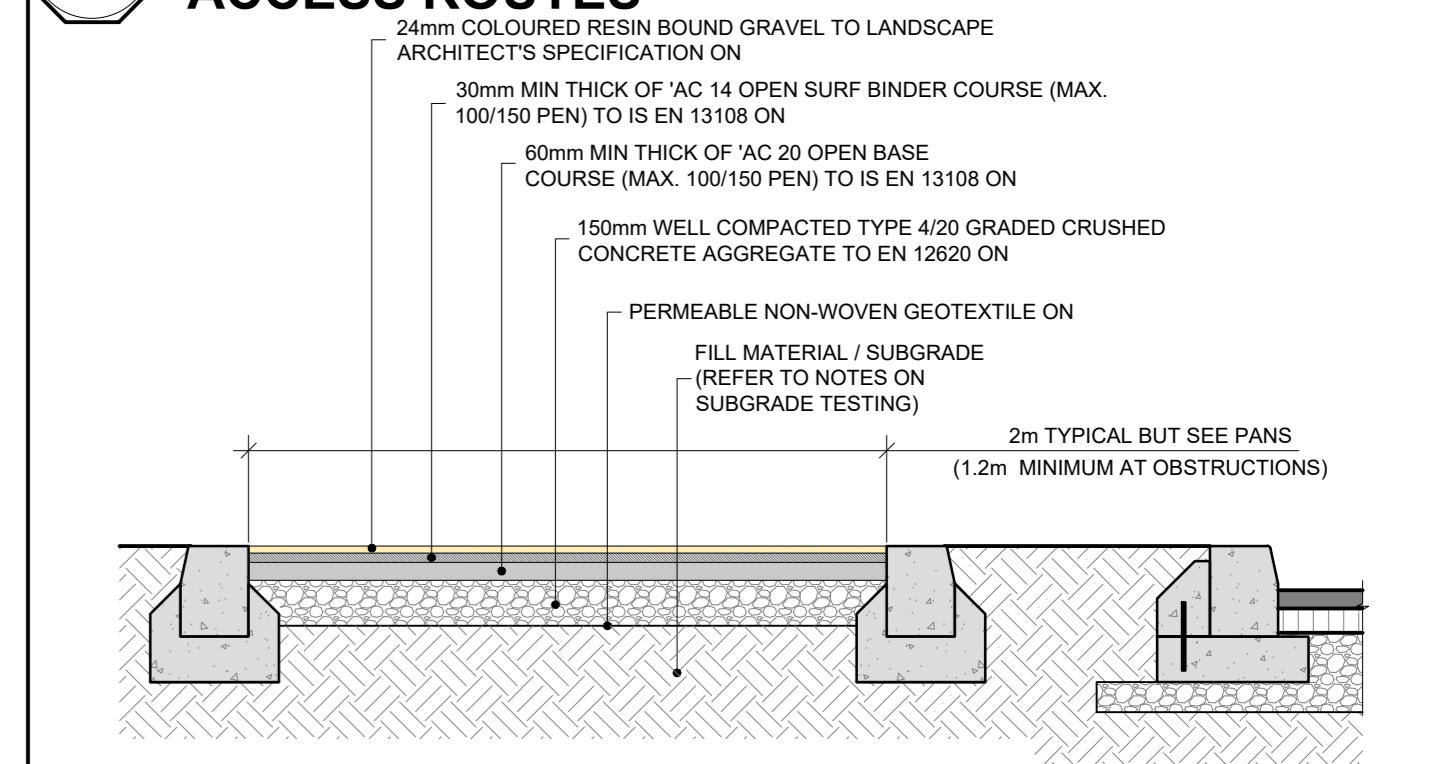 ACCESS ROUTES
24mm COLOURED RESIN BOUND GRAVEL TO LANDSCAPE
ARCHITECT'S SPECIFICATION ON
30mm MIN THICK OF 'AC 14 OPEN SURF BINDER COURSE (MAX.
100/150 PEN) TO IS EN 13108 ON
60mm MIN THICK OF 'AC 20 OPEN BASE
COURSE (MAX. 100/150 PEN) TO IS EN 13108 ON
150mm WELL COMPACTED TYPE 4/20 GRADED CRUSHED
CONCRETE AGGREGATE TO EN 12620 ON
PERMEABLE NON-WOVEN GEOTEXTILE ON
FILL MATERIAL / SUBGRADE
(REFER TO NOTES ON
SUBGRADE TESTING)
2m TYPICAL BUT SEE PANS
(1.2m MINIMUM AT OBSTRUCTIONS)